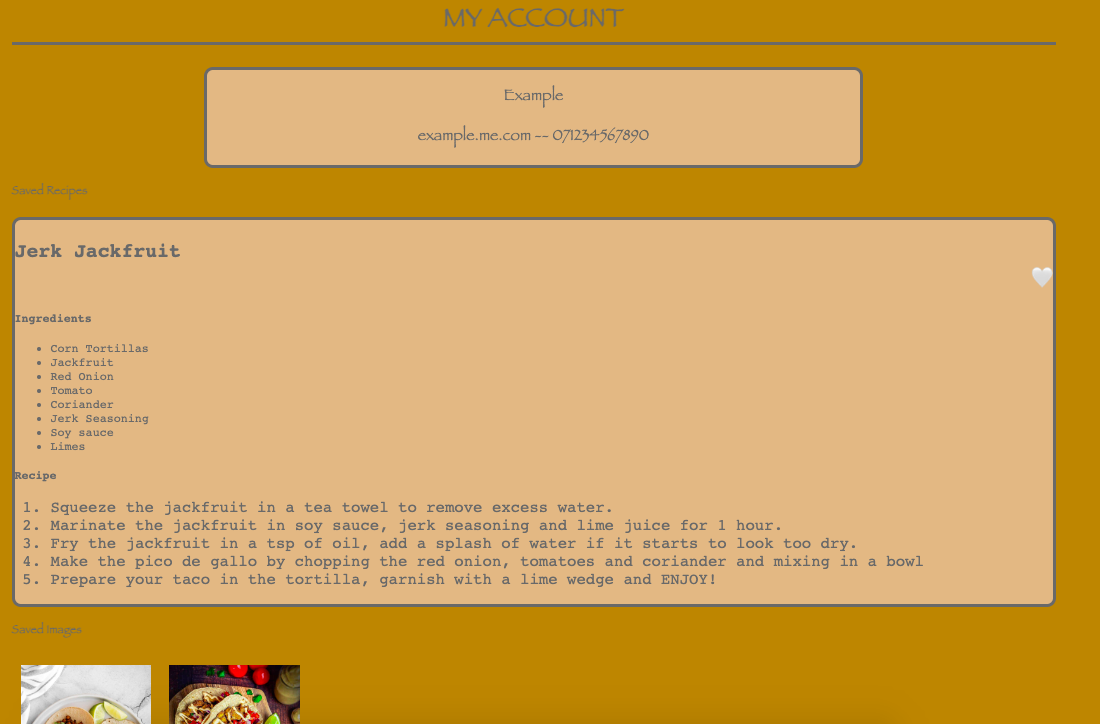 MY ACCOUNT
Example
example.me.com -- 071234567890
Saved Recipes
Jerk Jackfruit
Ingredients
• Corn Tortillas
• Jackfruit
• Red Onion
• Tomato
• Coriander
• Jerk Seasoning
• Soy sauce
• Limes
Recipe
1. Squeeze the jackfruit in a tea towel to remove excess water.
2. Marinate the jackfruit in soy sauce, jerk seasoning and lime juice for 1 hour.
3. Fry the jackfruit in a tsp of oil, add a splash of water if it starts to look too dry.
4. Make the pico de gallo by chopping the red onion, tomatoes and coriander and mixing in a bowl
5. Prepare your taco in the tortilla, garnish with a lime wedge and ENJOY!
Saved Images